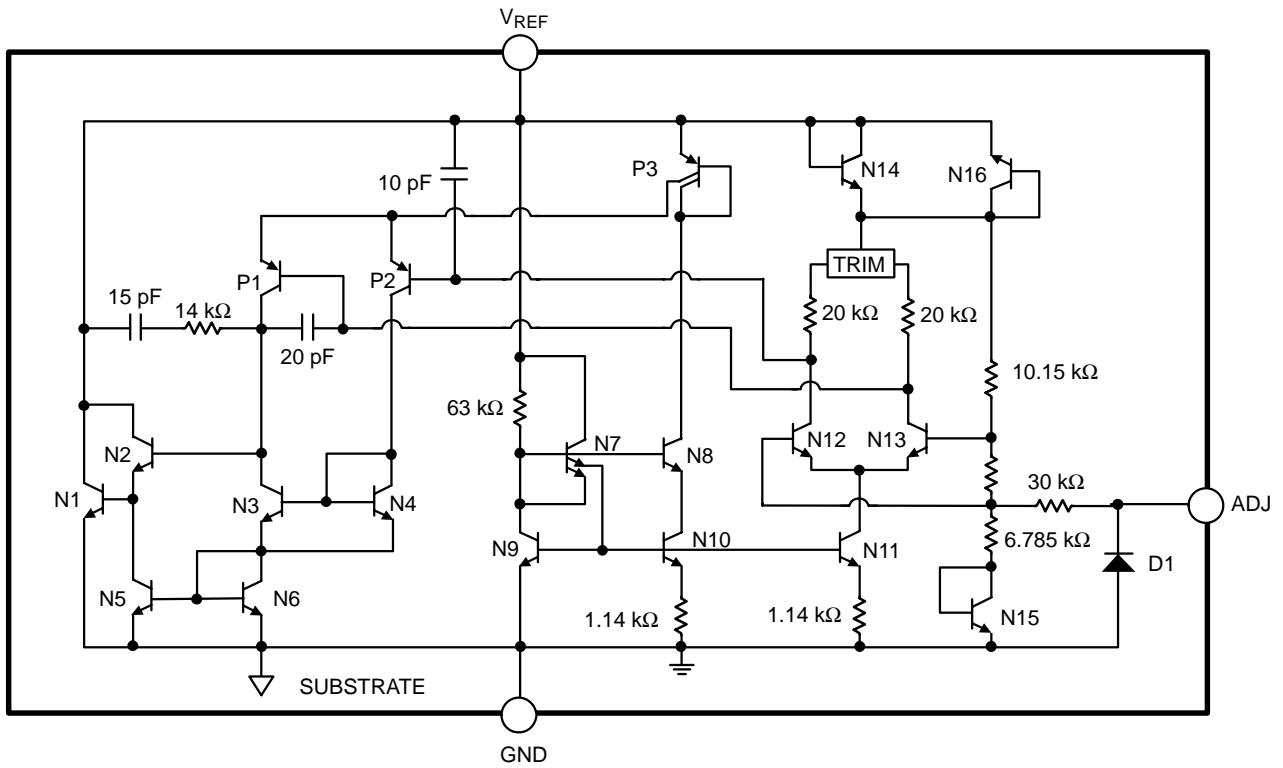 VREF
P3
N14
N16
10 pF
P1
P2
TRIM
15 pF
14 kΩ
20 kΩ
20 kΩ
20 pF
10.15 kΩ
63 kΩ
N7
N2
N8
N12
N13
N1
N3
N4
30 kΩ
ADJ
N9
N10
N11
6.785 kΩ
D1
N5
N6
1.14 kΩ
1.14 kΩ
N15
SUBSTRATE
GND